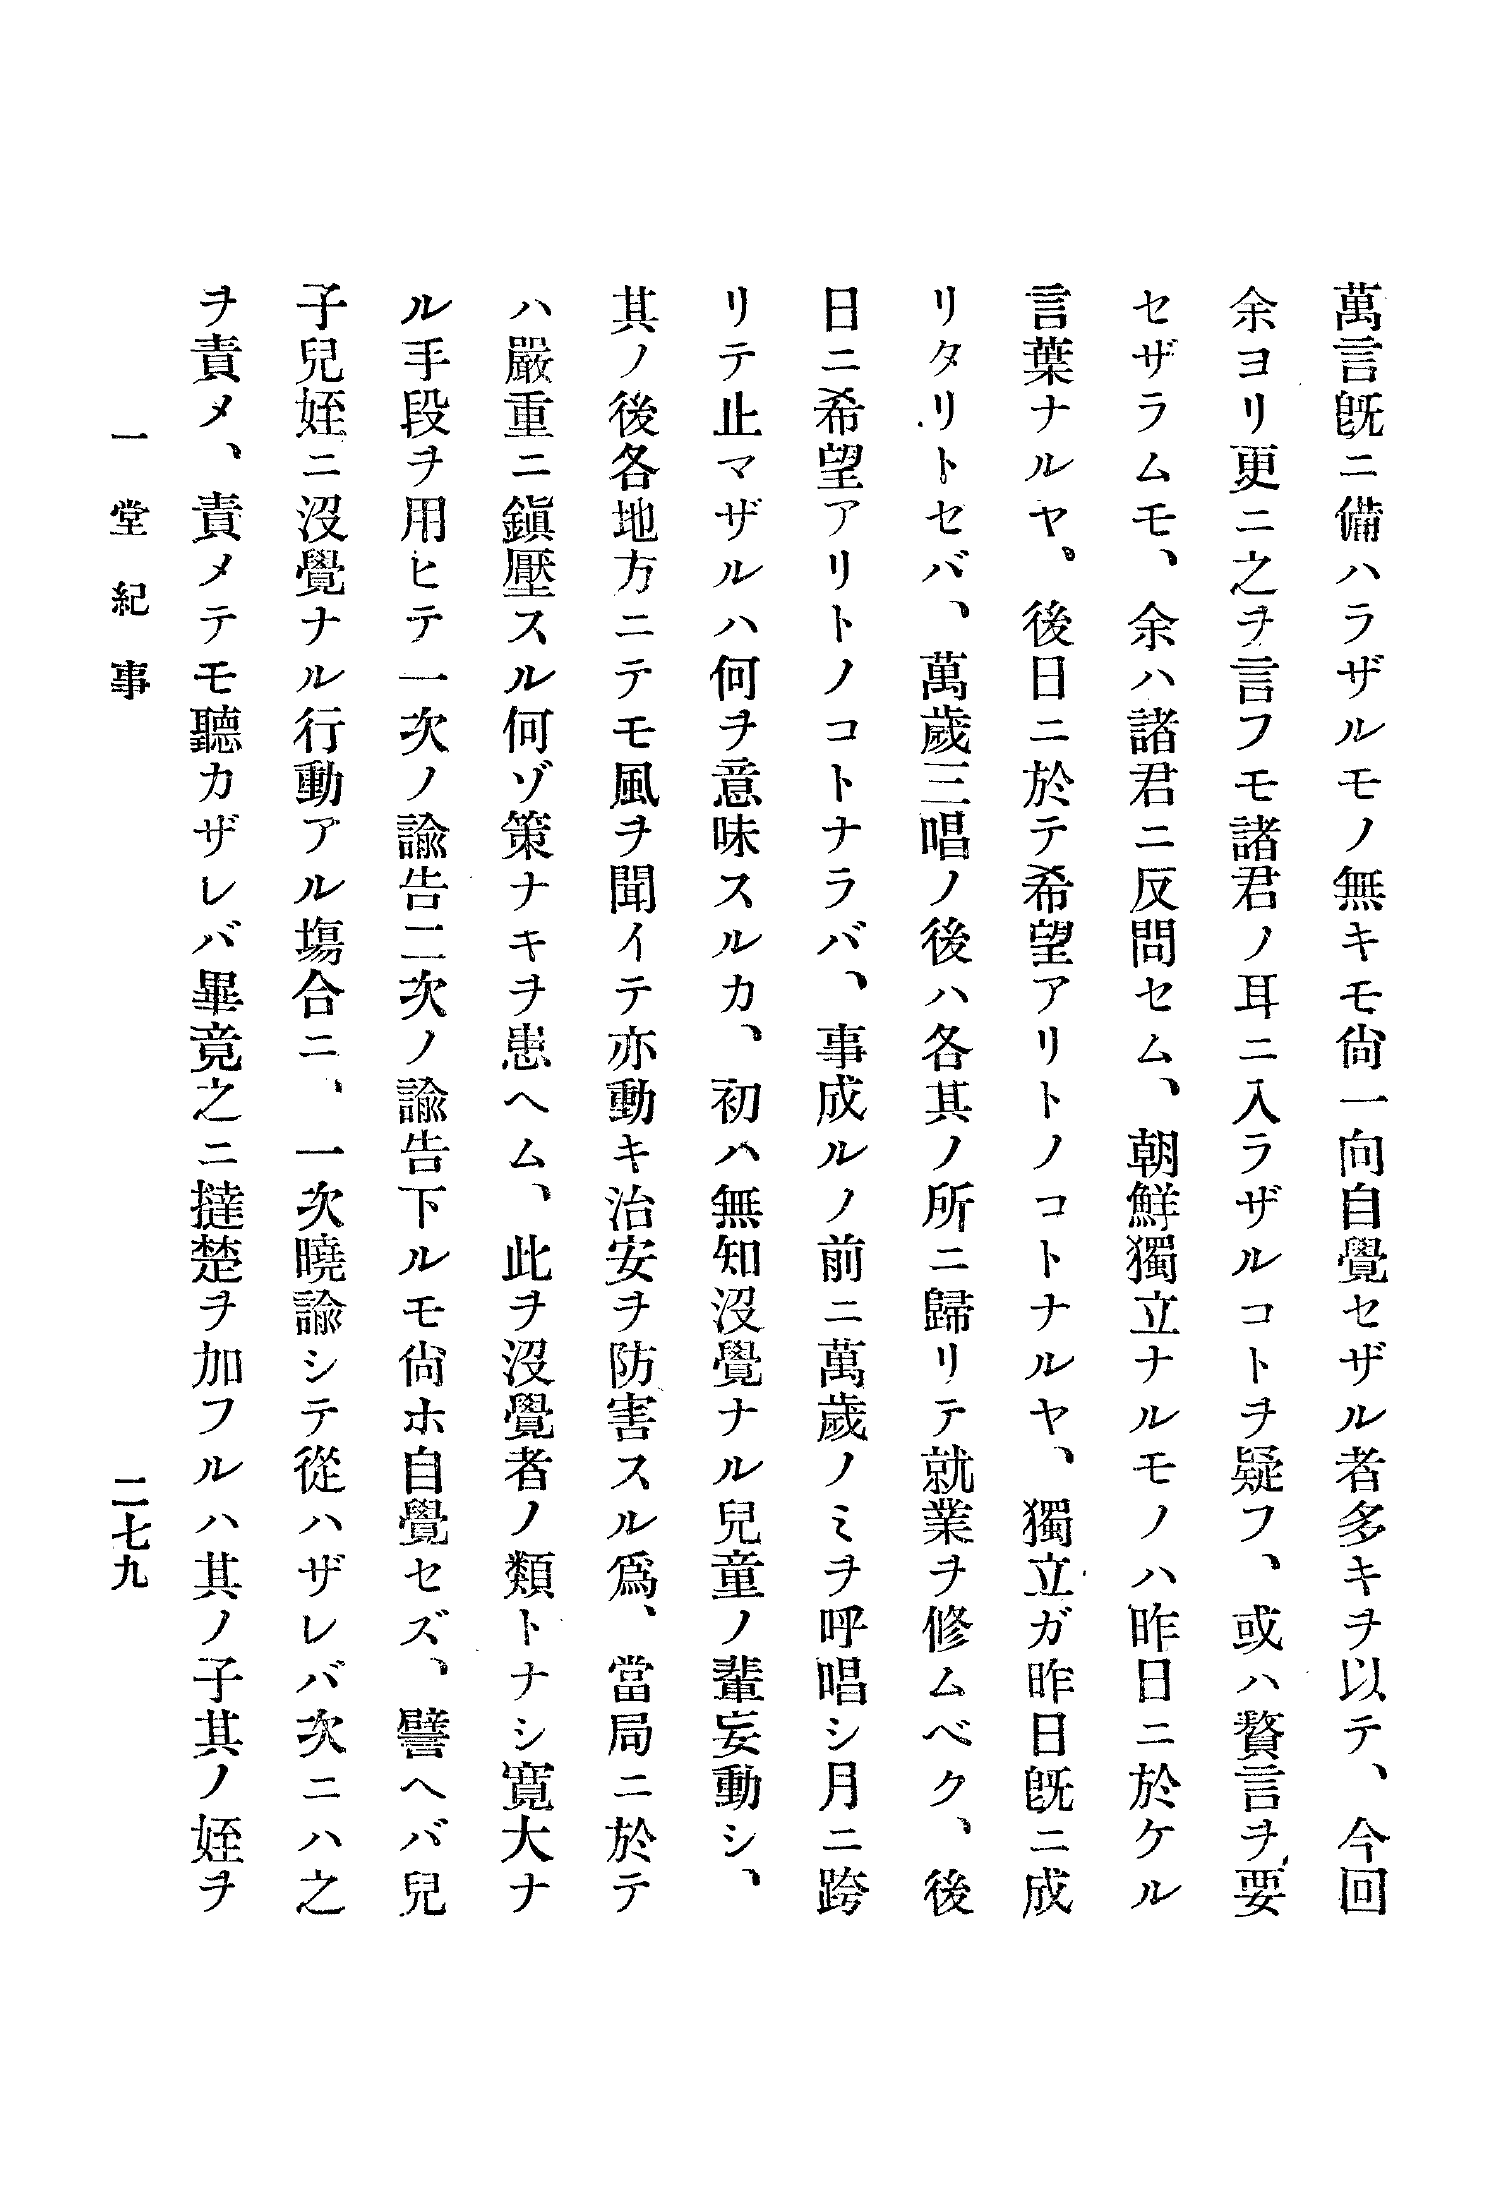 萬言旣ニ備ハラザルモノ無キモ尙一向自覺セザル者多キヲ以テ、今回
余ヨリ更ニ之ヲ言フモ諸君ノ耳ニ入ラザルコトヲ疑フ、或ハ贅言ヲ要
セザラムモ、余ハ諸君ニ反問セム、朝鮮獨立ナルモノハ昨日ニ於ケル
言葉ナルヤ。後日ニ於テ希望アリトノコトナルヤ、獨立ガ昨日旣ニ成
リタリトセバ、萬歲三唱ノ後ハ各其ノ所ニ歸リテ就業ヲ修ムベク、後
日ニ希望アリトノコトナラバ、事成ルノ前ニ萬歲ノミヲ呼唱シ月ニ跨
リテ止マザルハ何ヲ意味スルカ、初ハ無知沒覺ナル兒童ノ輩妄動シ、
其ノ後各地方ニテモ風ヲ聞イテ亦動キ治安ヲ防害スル爲、當局ニ於テ
ハ嚴重ニ鎭壓スル何ゾ策ナキヲ患ヘム、此ヲ沒覺者ノ類トナシ寬大ナ
ル手段ヲ用ヒテ一次ノ諭告二次ノ諭告下ルモ尙ホ自覺セズ、譬ヘバ兒
子兒姪ニ沒覺ナル行動アル塲合ニ、一次曉諭シテ從ハザレバ次ニハ之
ヲ責メ、責メテモ聽カザレバ畢竟之ニ撻楚ヲ加フルハ其ノ子其ノ姪ヲ
一堂紀事 二七九